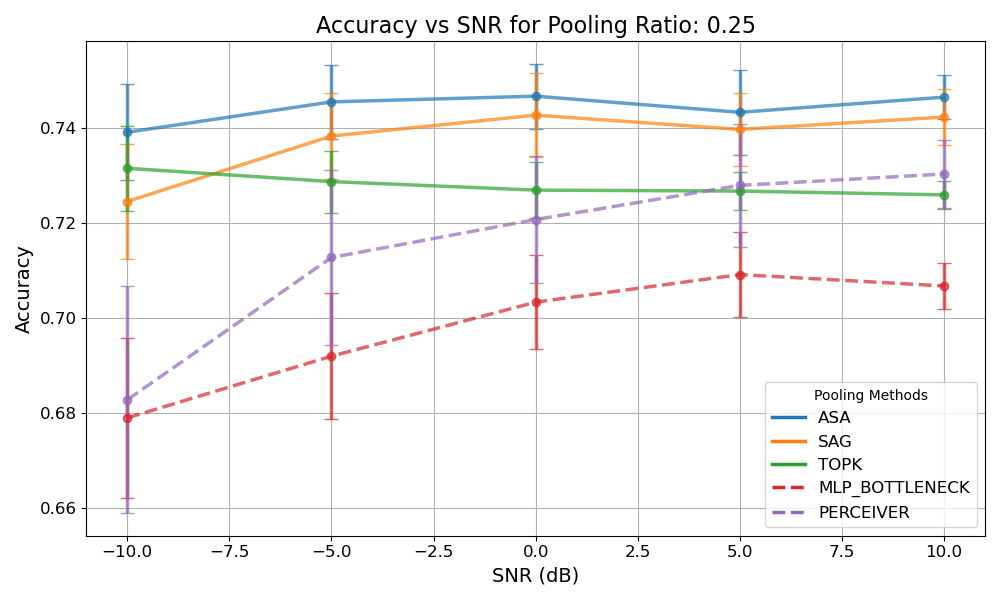 Accuracy vs SNR for Pooling Ratio: 0.25
Accuracy
0.74
0.72
0.70
0.68
0.66
Pooling Methods
ASA
SAG
TOPK
MLP_BOTTLENECK
PERCEIVER
−10.0 −7.5 −5.0 −2.5 0.0 2.5 5.0 7.5 10.0
SNR (dB)